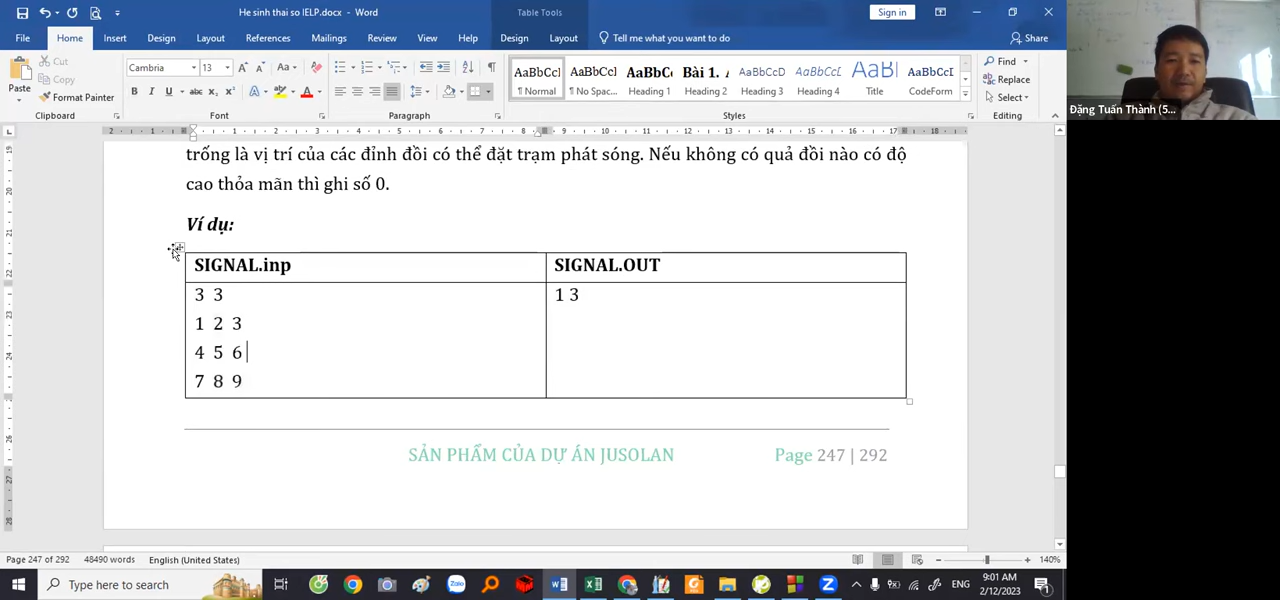 He sinh thai so IELP.docx - Word
Table Tools
Sign in
File
Home
Insert
Design
Layout
References
Mailings
Review
View
Help
Design
Layout
Tell me what you want to do
Share
Paste
Cut
Copy
Format Painter
Clipboard
Cambria
13
Font
Paragraph
AaBbCcI
¶ Normal
AaBbCcI
¶ No Spac...
AaBbC
Heading 1
Bài 1. A
Heading 2
AaBbCcD
Heading 3
AaBbCcL
Heading 4
AaBl
Title
AaBbCcI
CodeForm
Styles
Find
Replace
Select
Editing
Đặng Tuấn Thành (5...
trống là vị trí của các đỉnh đồi có thể đặt trạm phát sóng. Nếu không có quả đồi nào có độ
cao thỏa mãn thì ghi số 0.
Ví dụ:
SIGNAL.inp
SIGNAL.OUT
3 3
1 3
1 2 3
4 5 6
7 8 9
SẢN PHẨM CỦA DỰ ÁN JUSOLAN
Page 247 | 292
Page 247 of 292
48490 words
English (United States)
140%
Type here to search
ENG
9:01 AM
2/12/2023